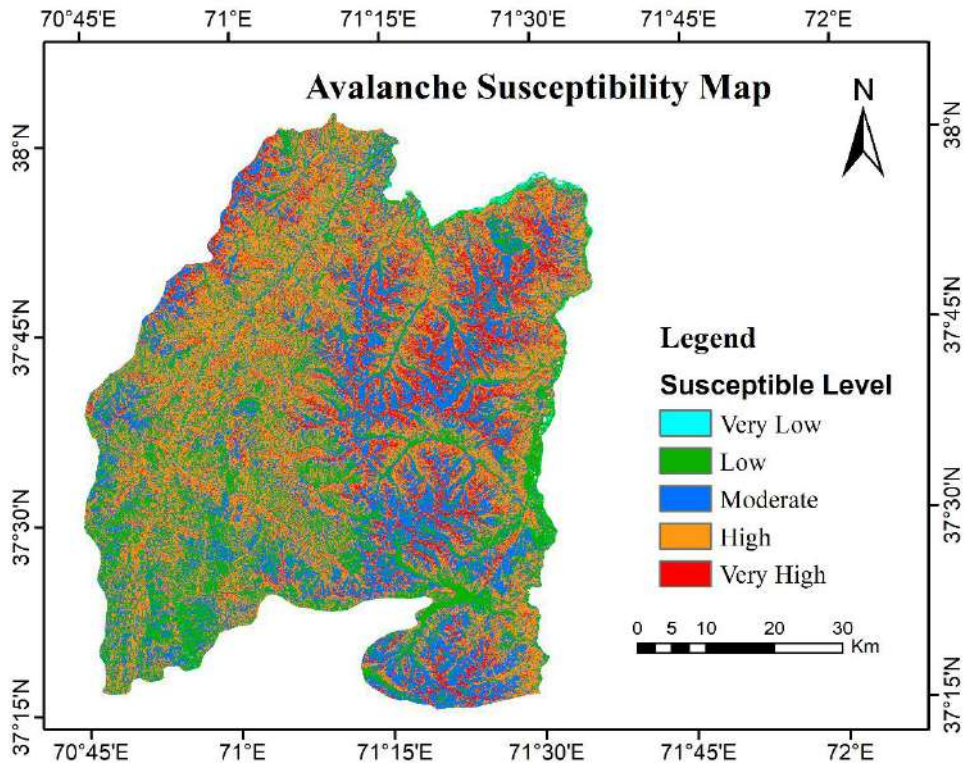 70°45'E 71°E 71°15'E 71°30'E 71°45'E 72°E
Avalanche Susceptibility Map
N
38°N
38°N
37°45'N
37°45'N
Legend
Susceptible Level
Very Low
Low
Moderate
High
Very High
37°30'N
37°30'N
0 5 10 20 30
Km
37°15'N
37°15'N
70°45'E 71°E 71°15'E 71°30'E 71°45'E 72°E